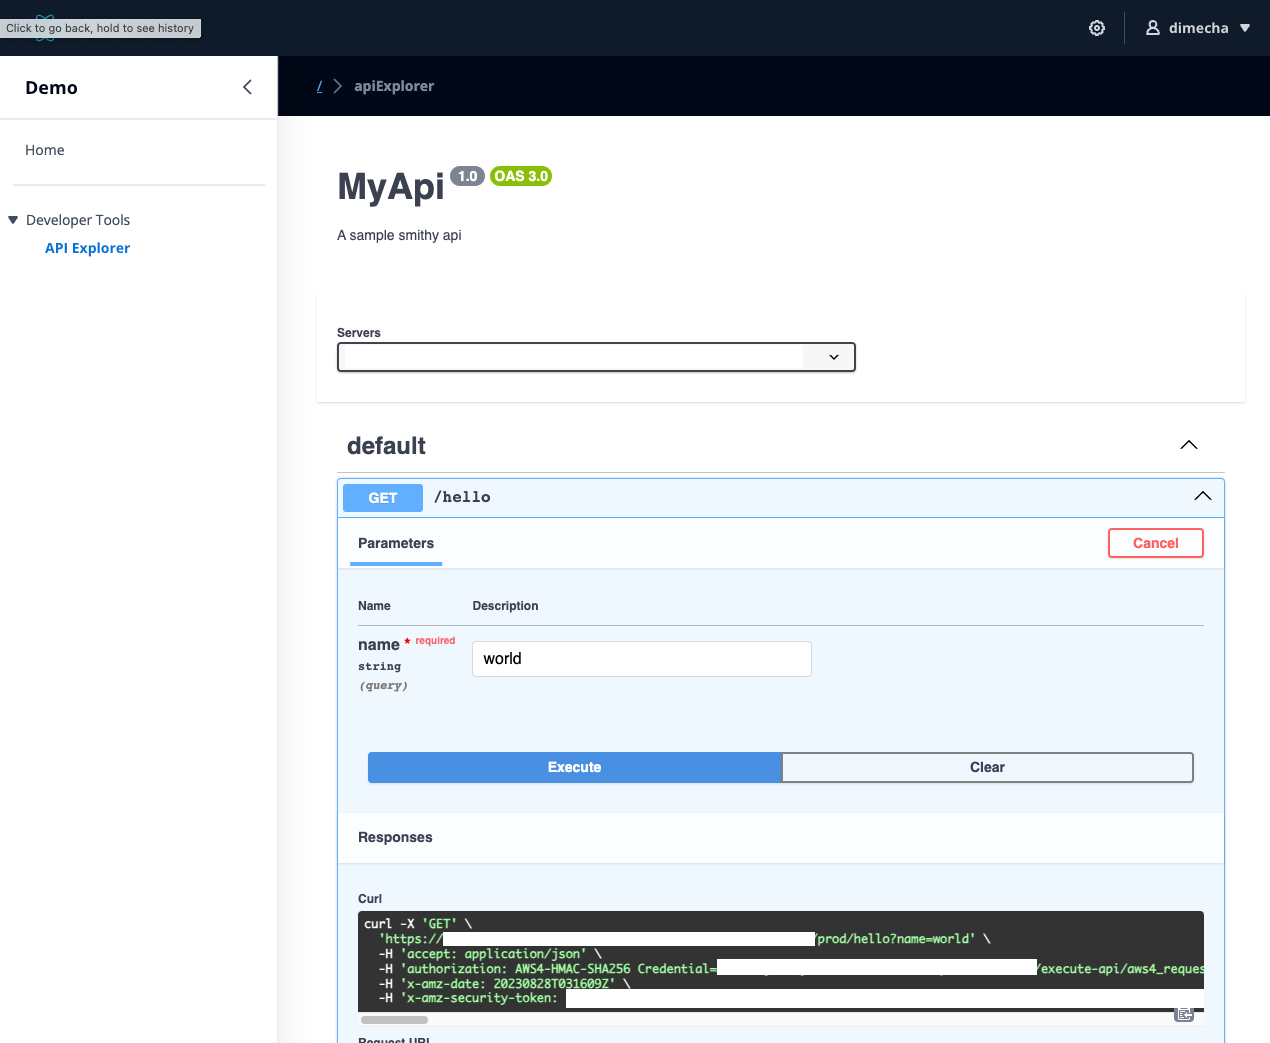 Click to go back, hold to see history
dimecha
Demo
/ apiExplorer
Home
Developer Tools
API Explorer
MyApi 1.0 OAS 3.0
A sample smithy api
Servers
default
GET /hello
Parameters
Cancel
Name Description
name * required
world
string
(query)
Execute
Clear
Responses
Curl
curl -X 'GET' \
'https:// /prod/hello?name=world' \
-H 'accept: application/json' \
-H 'authorization: AWS4-HMAC-SHA256 Credential= /execute-api/aws4_reques
-H 'x-amz-date: 20230828T031609Z' \
-H 'x-amz-security-token:
Request URL